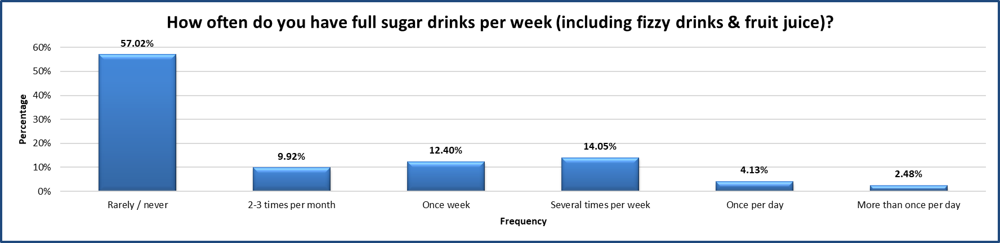 How often do you have full sugar drinks per week (including fizzy drinks & fruit juice)?
Percentage
60%
50%
40%
30%
20%
10%
0%
57.02%
9.92%
12.40%
14.05%
4.13%
2.48%
Rarely / never
2-3 times per month
Once week
Several times per week
Once per day
More than once per day
Frequency